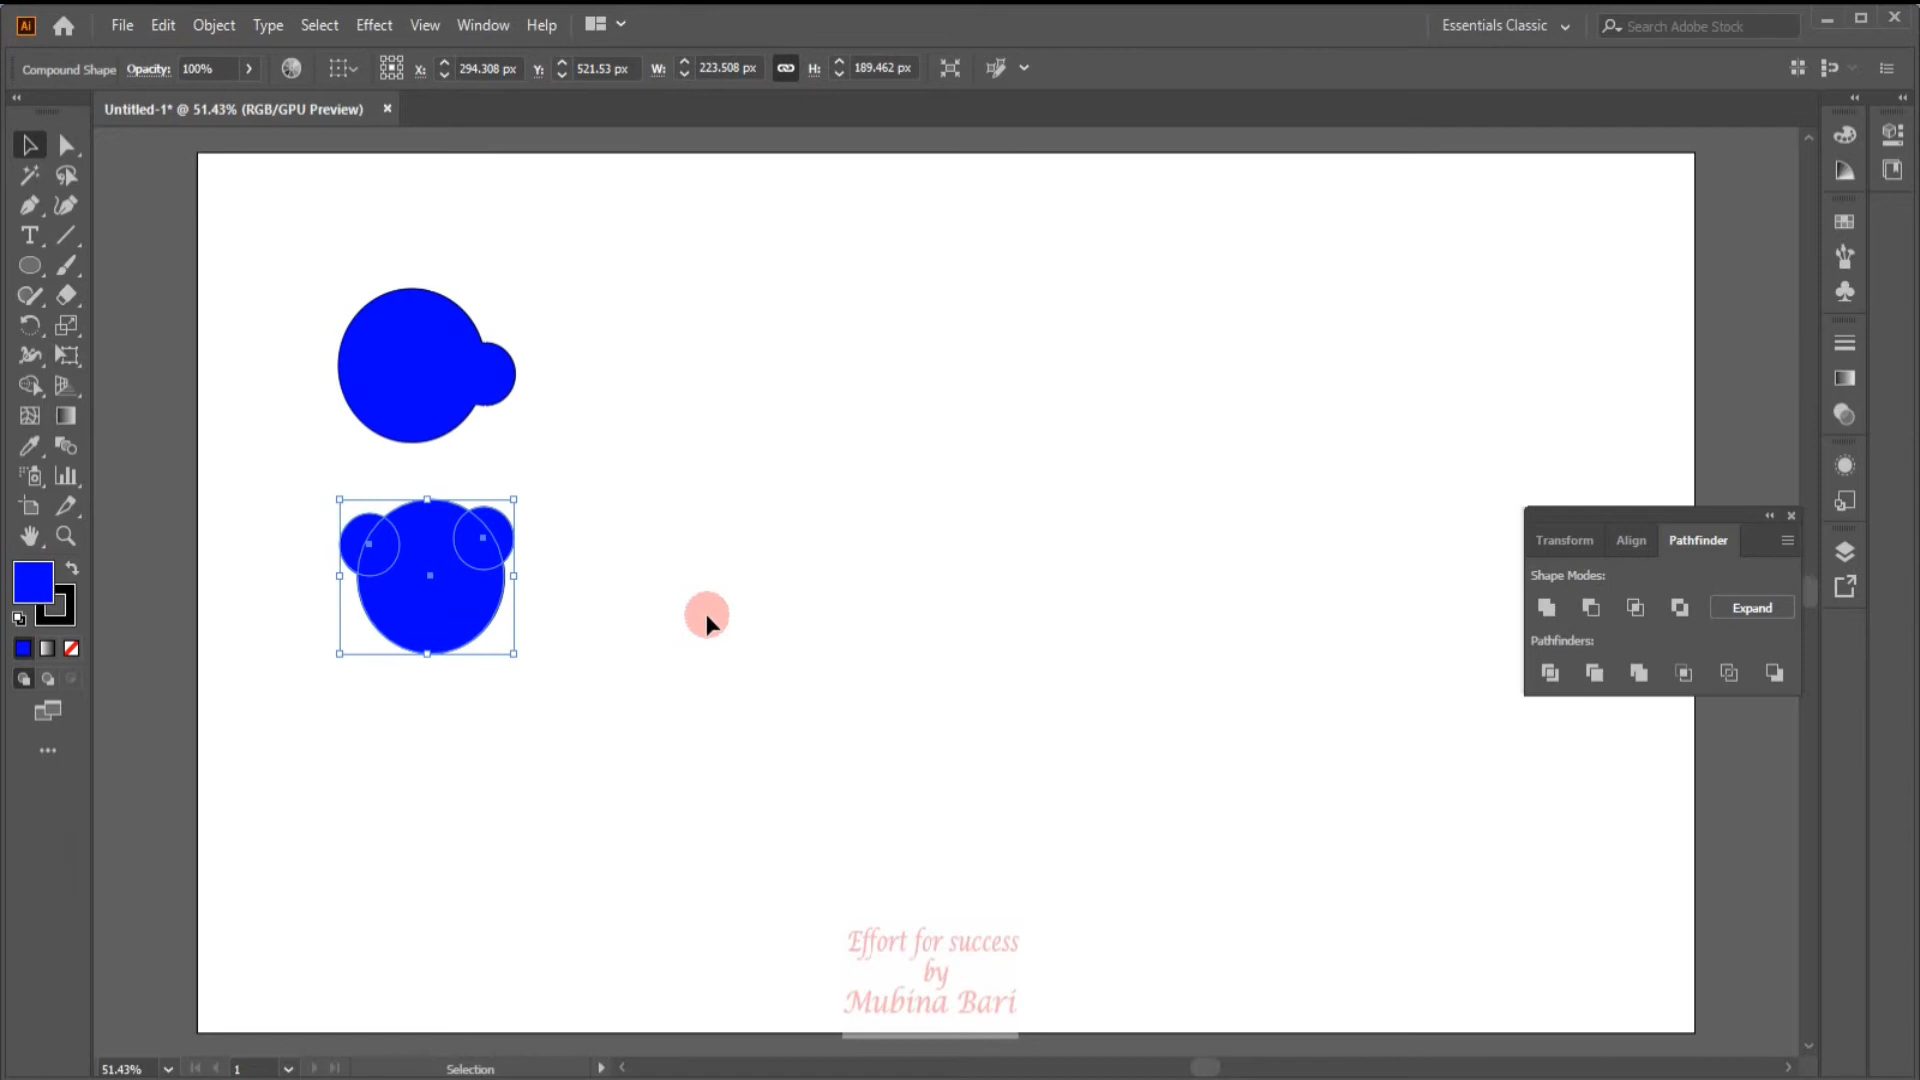 Ai File Edit Object Type Select Effect View Window Help Essentials Classic Search Adobe Stock
Compound Shape Opacity: 100% X: 294.308 px Y: 521.53 px W: 223.508 px H: 189.462 px
Untitled-1* @ 51.43% (RGB/GPU Preview)
Transform Align Pathfinder
Shape Modes:
Expand
Pathfinders:
Effort for success
by
Mubina Bari
51.43% 1 Selection